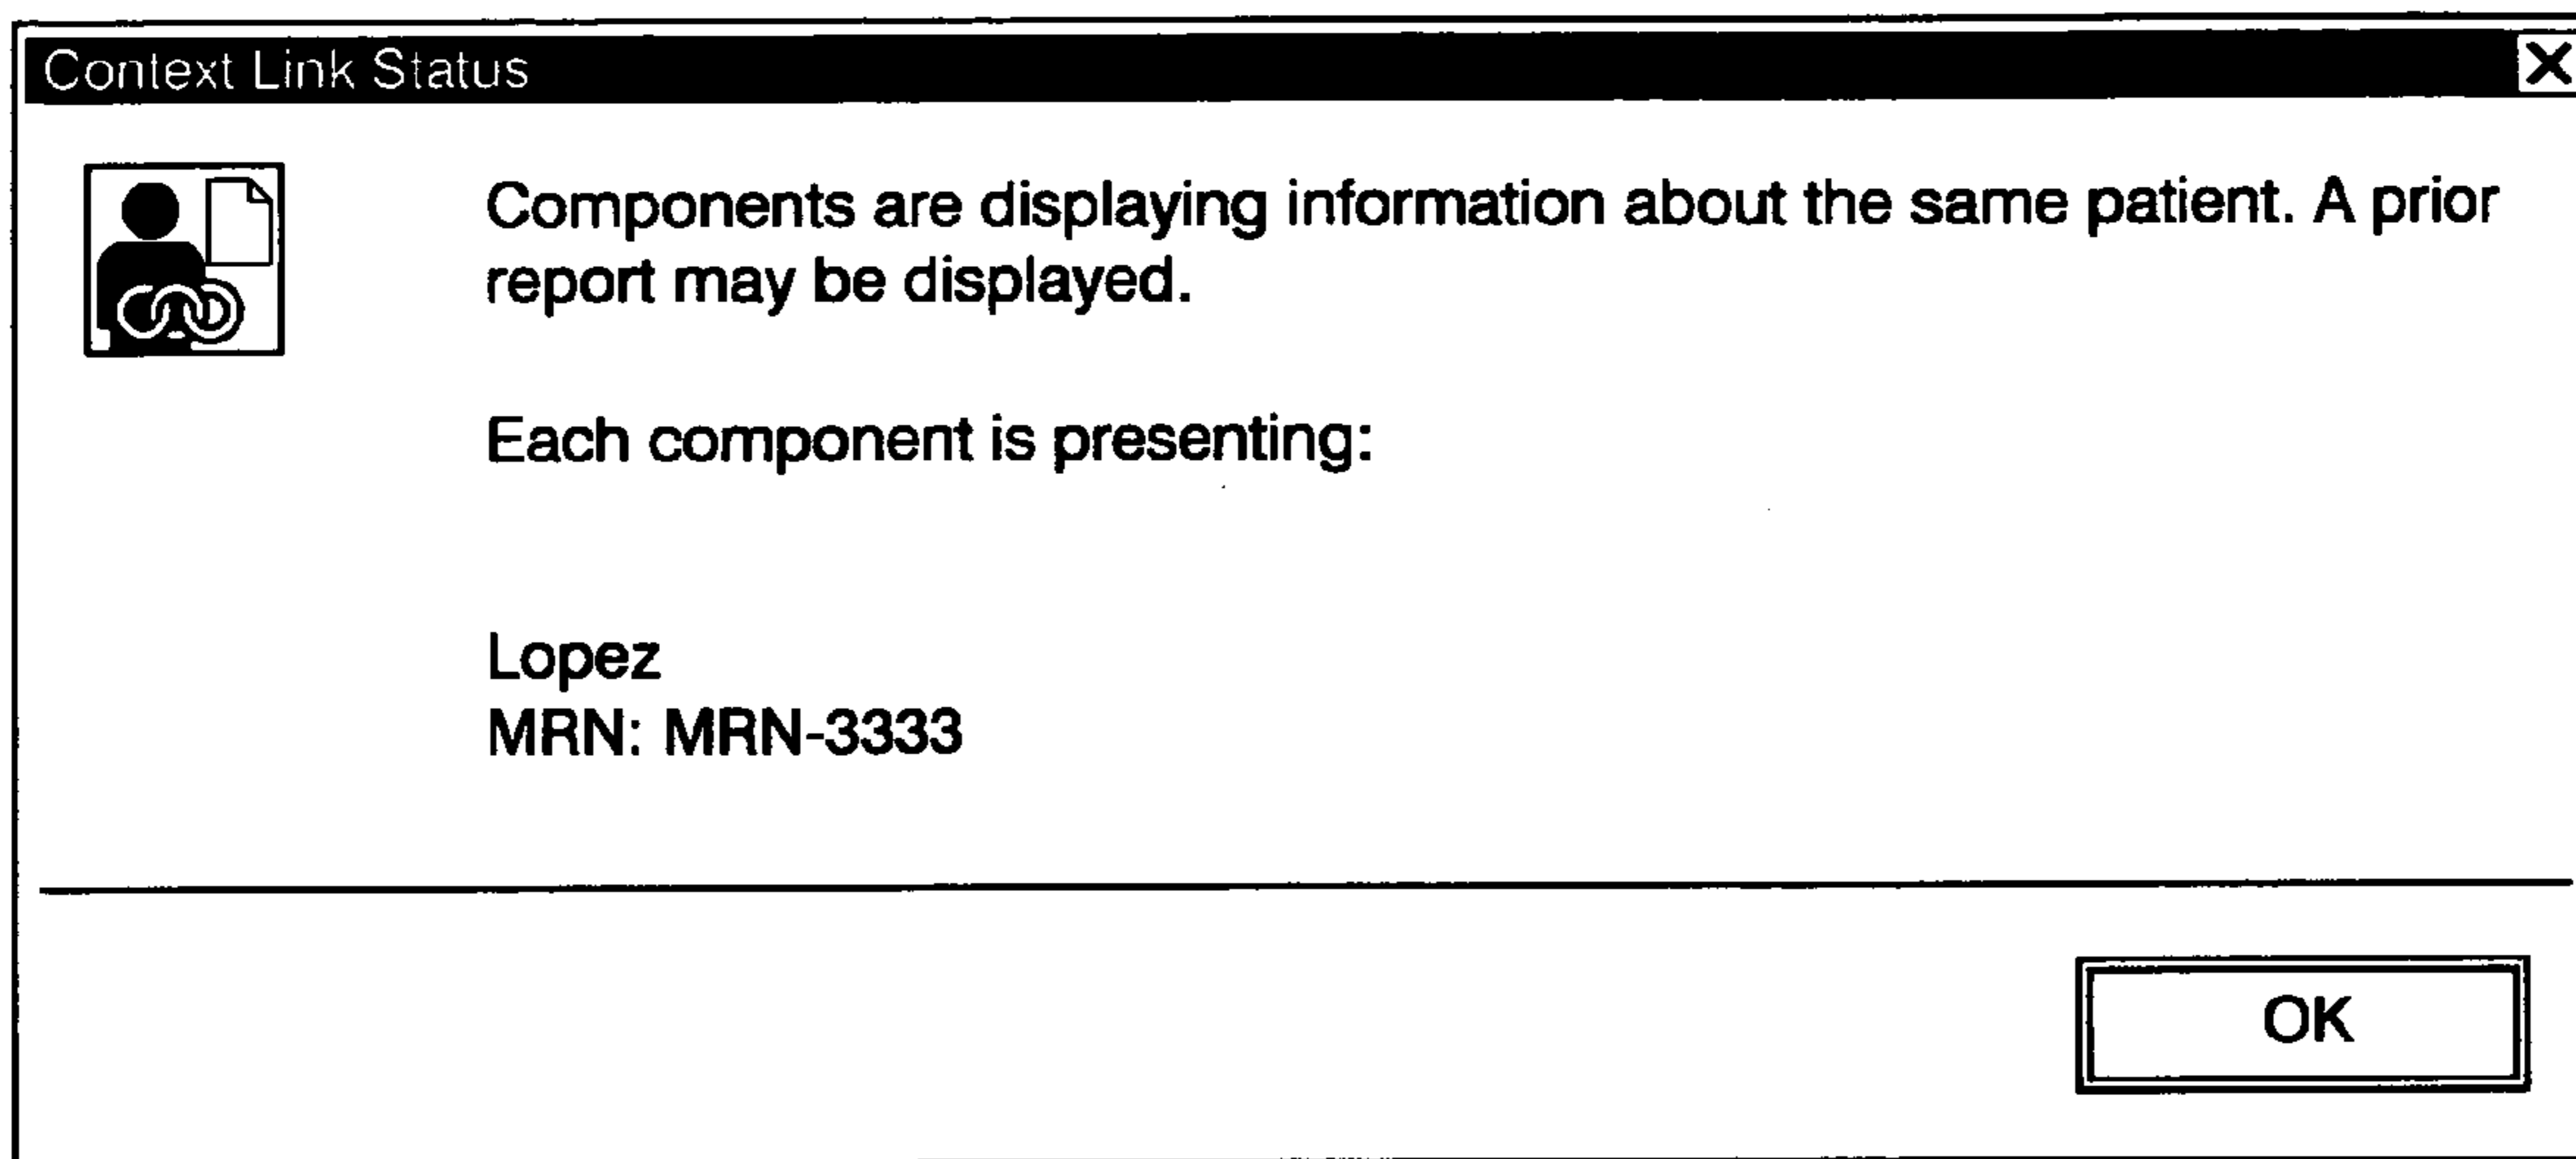 Context Link Status
Components are displaying information about the same patient. A prior
report may be displayed.
Each component is presenting:
Lopez
MRN: MRN-3333
OK